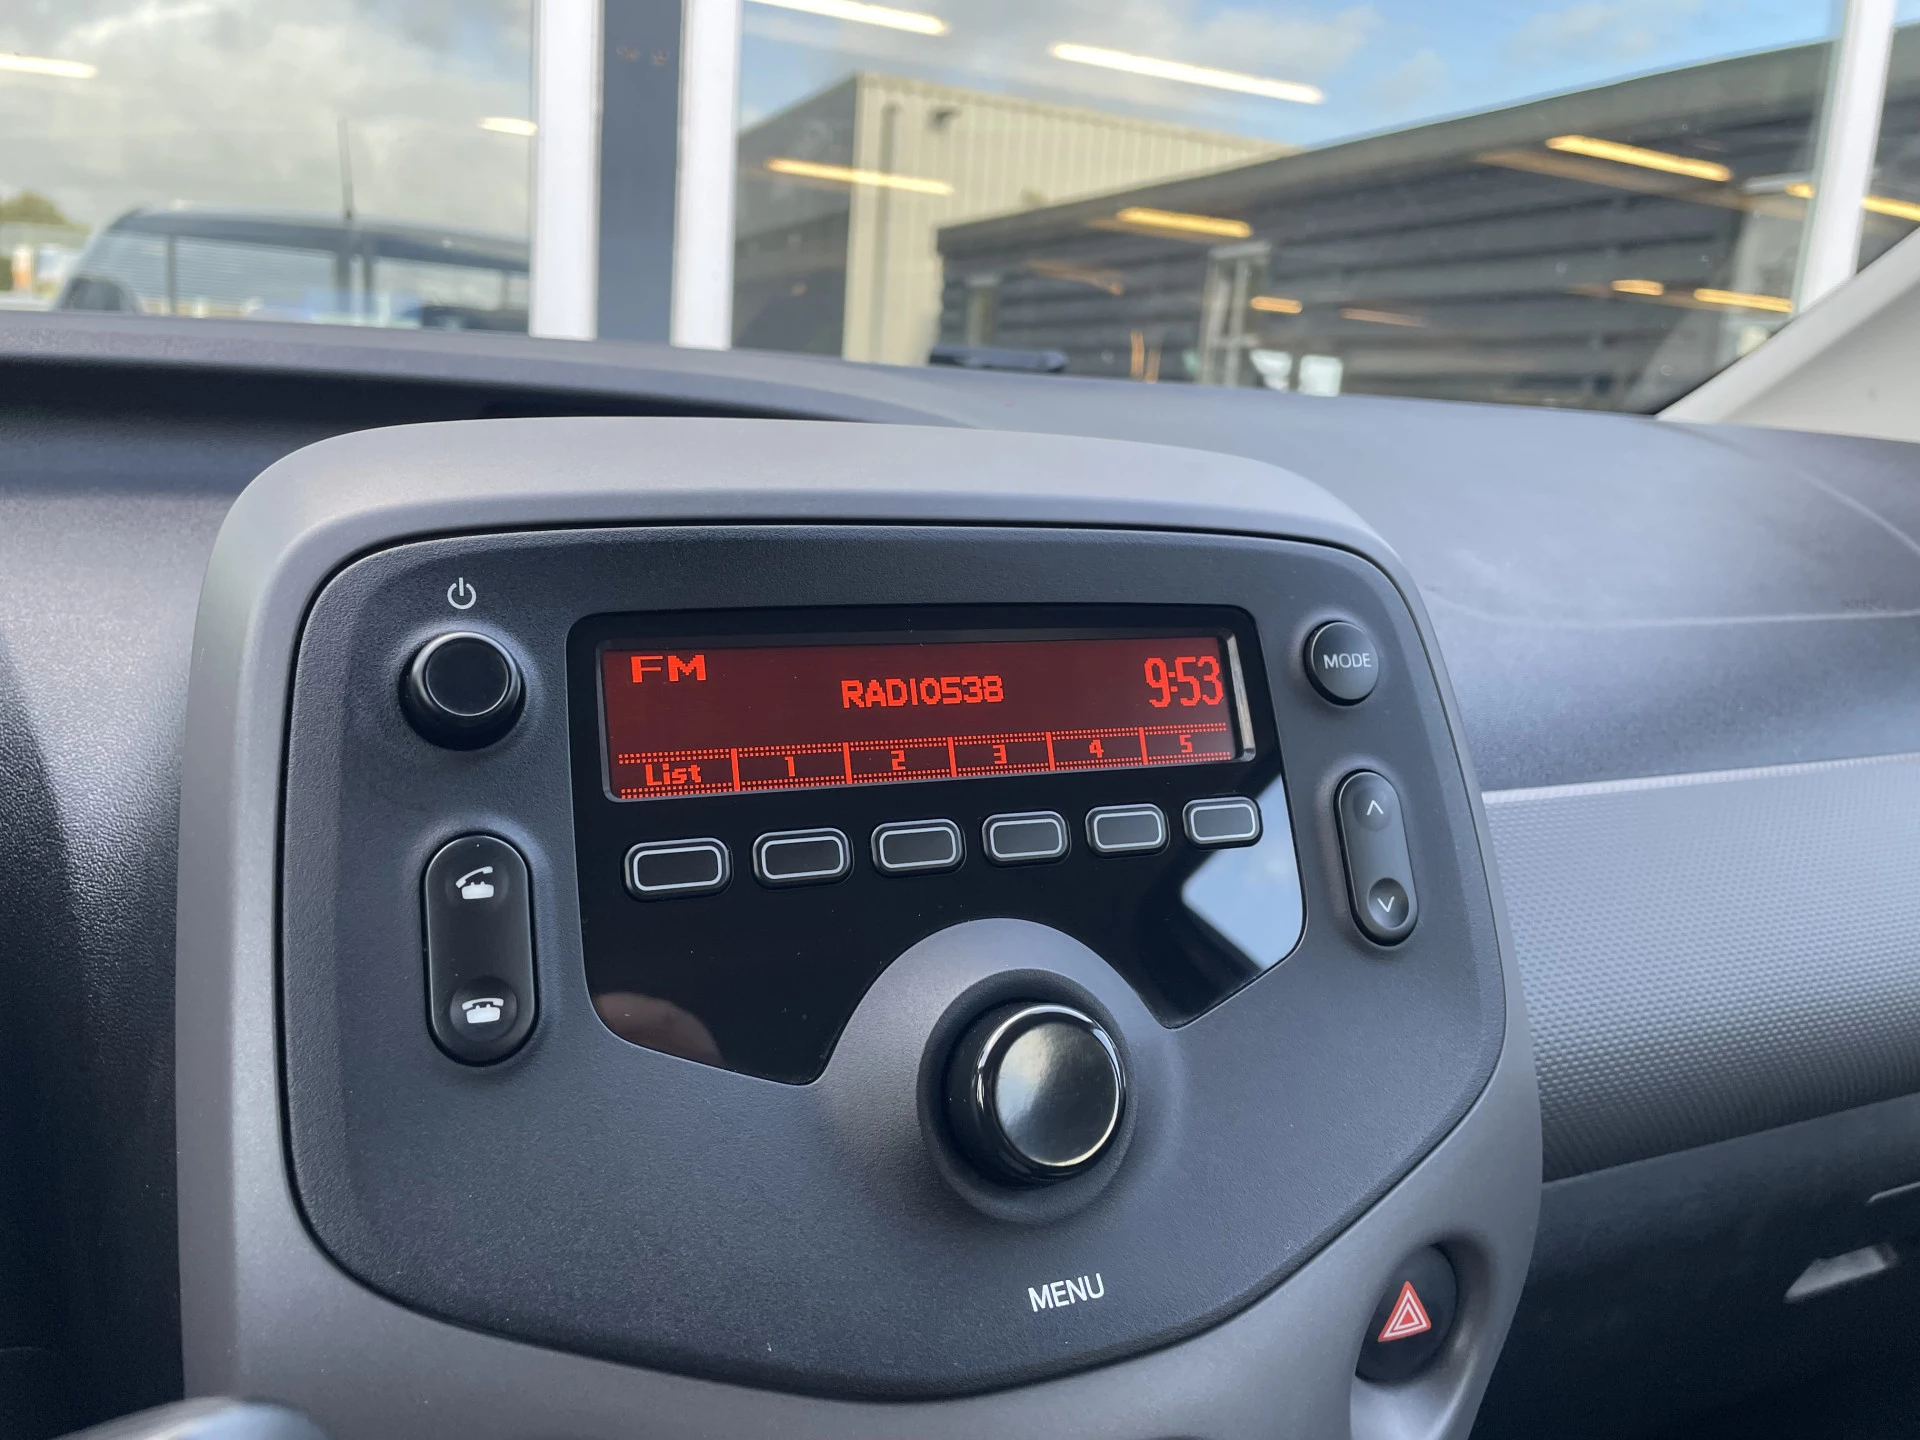 FM
RADIO538
9:53
List 1 2 3 4 5
MODE
MENU